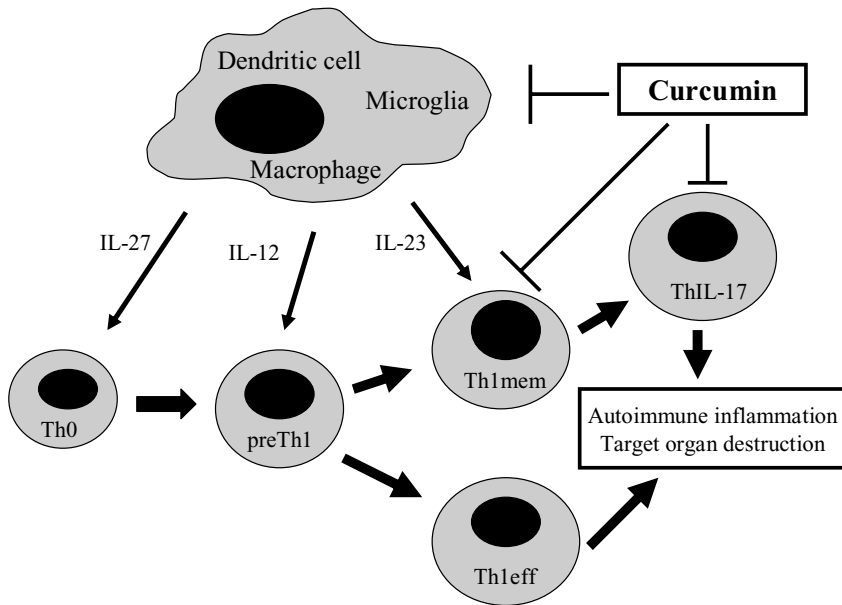 Dendritic cell
Microglia
Macrophage
Curcumin
IL-27
IL-12
IL-23
ThIL-17
Th1mem
Th0
preTh1
Autoimmune inflammation
Target organ destruction
Th1eff